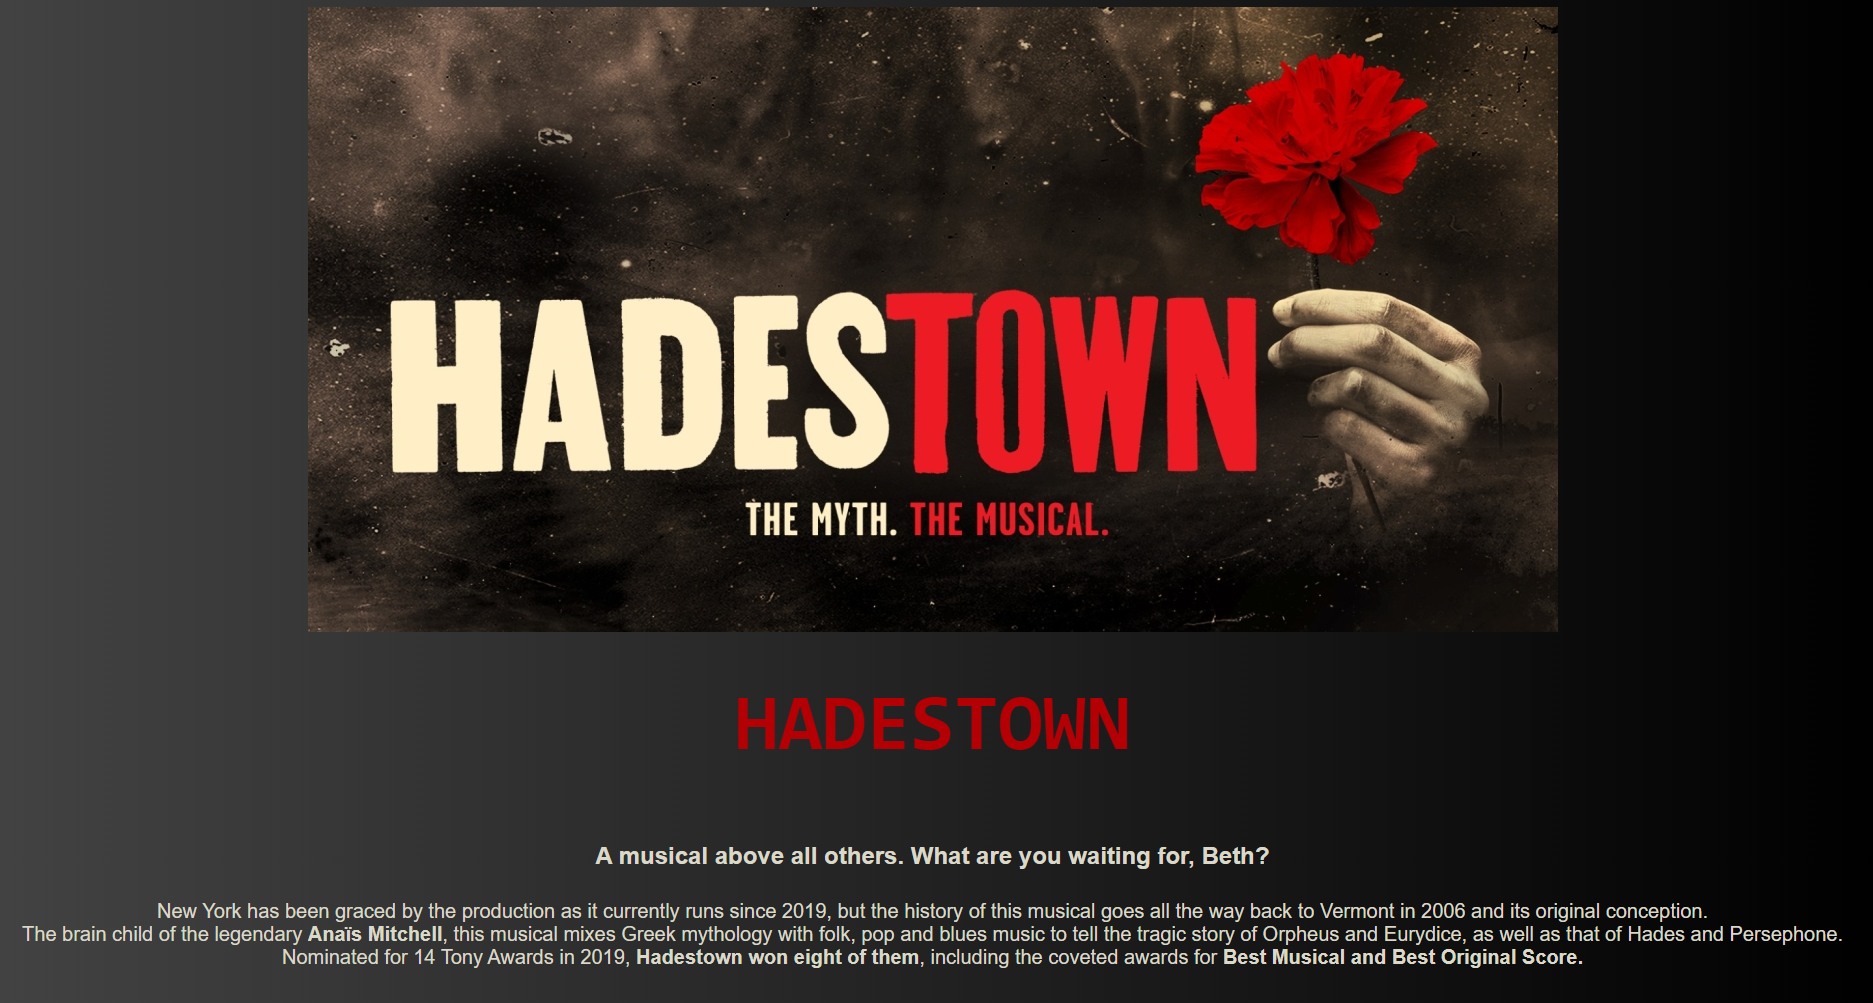 HADESTOWN
THE MYTH. THE MUSICAL.
HADESTOWN
A musical above all others. What are you waiting for, Beth?
New York has been graced by the production as it currently runs since 2019, but the history of this musical goes all the way back to Vermont in 2006 and its original conception.
The brain child of the legendary Anaïs Mitchell, this musical mixes Greek mythology with folk, pop and blues music to tell the tragic story of Orpheus and Eurydice, as well as that of Hades and Persephone.
Nominated for 14 Tony Awards in 2019, Hadestown won eight of them, including the coveted awards for Best Musical and Best Original Score.